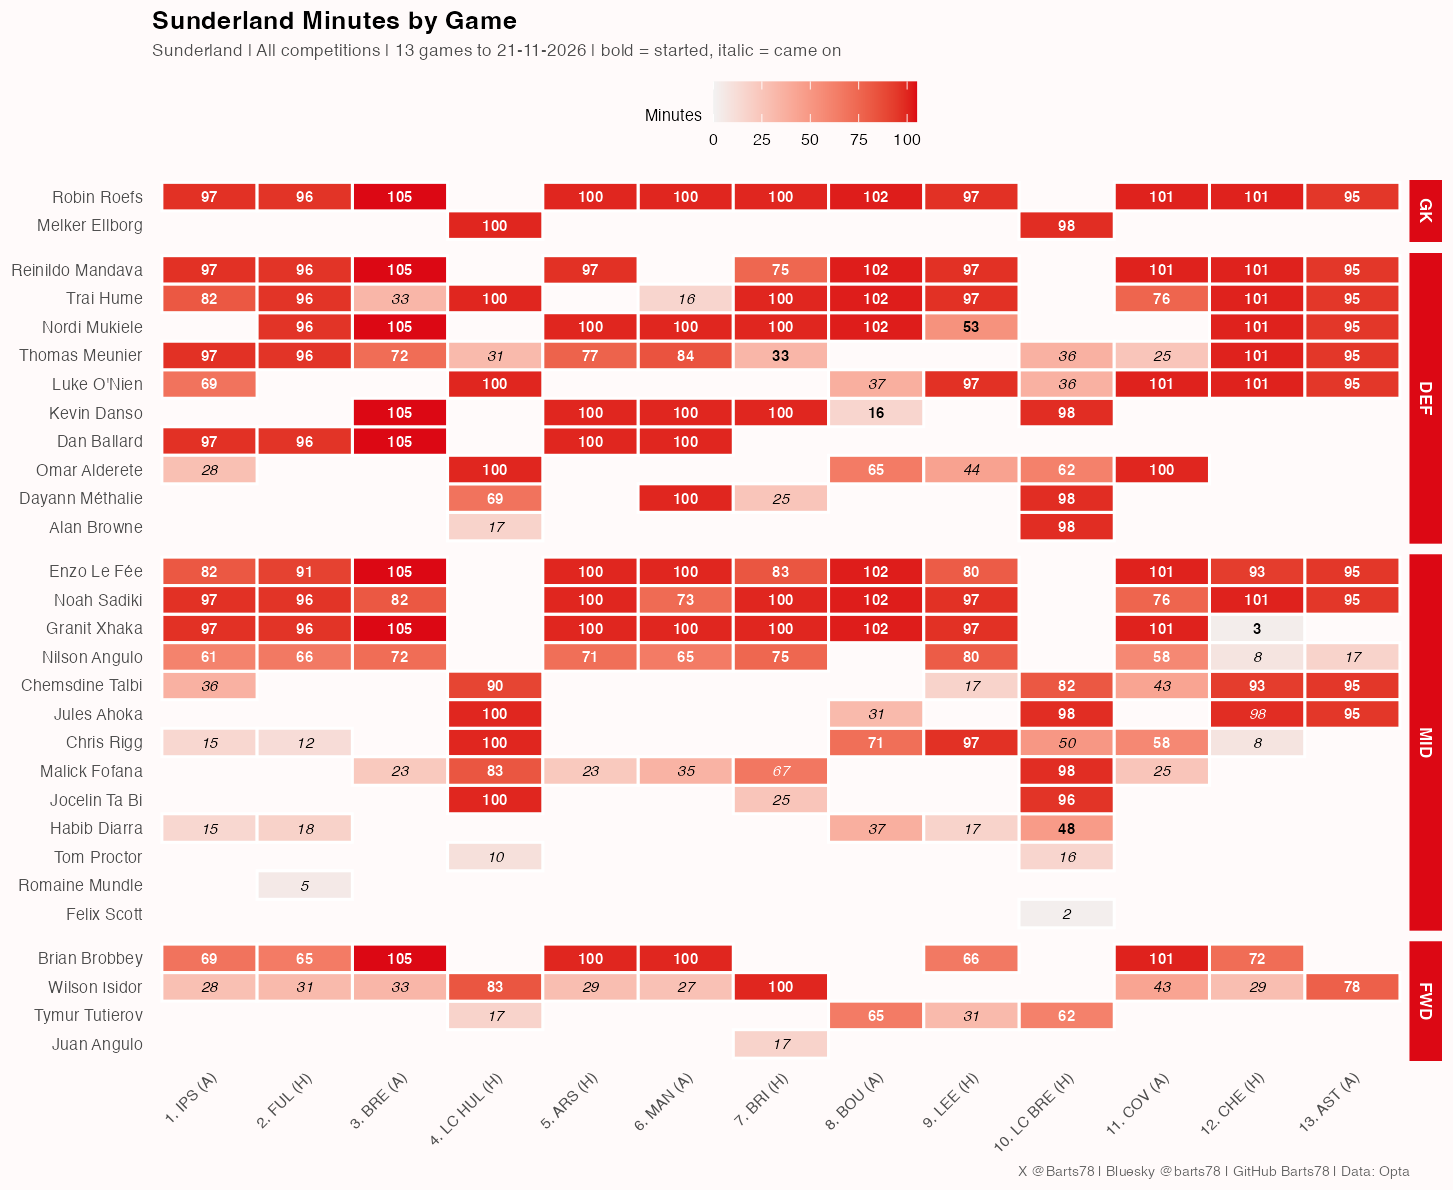 Sunderland Minutes by Game
Sunderland | All competitions | 13 games to 21-11-2026 | bold = started, italic = came on
Minutes
0 25 50 75 100
Robin Roefs 97 96 105 100 100 100 102 97 101 101 95
Melker Ellborg 100 98
GK
Reinildo Mandava 97 96 105 97 75 102 97 101 101 95
Trai Hume 82 96 33 100 16 100 102 97 76 101 95
Nordi Mukiele 96 105 100 100 100 102 53 101 95
Thomas Meunier 97 96 72 31 77 84 33 36 25 101 95
Luke O'Nien 69 100 37 97 36 101 101 95
Kevin Danso 105 100 100 100 16 98
Dan Ballard 97 96 105 100 100
Omar Alderete 28 100 65 44 62 100
Dayann Méthalie 69 100 25 98
Alan Browne 17 98
DEF
Enzo Le Fée 82 91 105 100 100 83 102 80 101 93 95
Noah Sadiki 97 96 82 100 73 100 102 97 76 101 95
Granit Xhaka 97 96 105 100 100 100 102 97 101 3
Nilson Angulo 61 66 72 71 65 75 80 58 8 17
Chemsdine Talbi 36 90 17 82 43 93 95
Jules Ahoka 100 31 98 98 95
Chris Rigg 15 12 100 71 97 50 58 8
Malick Fofana 23 83 23 35 67 98 25
Jocelin Ta Bi 100 25 96
Habib Diarra 15 18 37 17 48
Tom Proctor 10 16
Romaine Mundle 5
Felix Scott 2
MID
Brian Brobbey 69 65 105 100 100 66 101 72
Wilson Isidor 28 31 33 83 29 27 100 43 29 78
Tymur Tutierov 17 65 31 62
Juan Angulo 17
FWD
1. IPS (A) 2. FUL (H) 3. BRE (A) 4. LC HUL (H) 5. ARS (H) 6. MAN (A) 7. BRI (H) 8. BOU (A) 9. LEE (H) 10. LC BRE (H) 11. COV (A) 12. CHE (H) 13. AST (A)
X @Barts78 | Bluesky @barts78 | GitHub Barts78 | Data: Opta